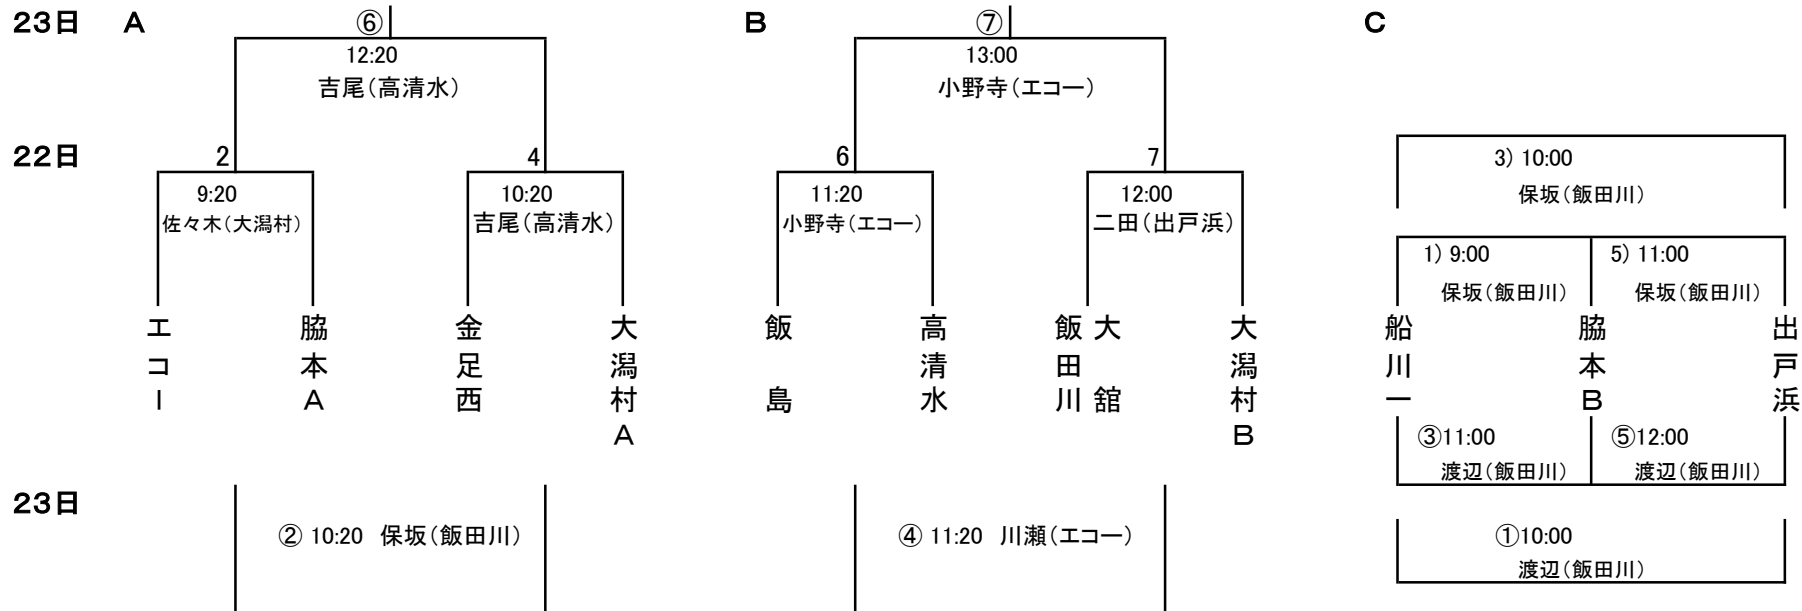 23日 A ⑥ B ⑦ C
12:20 13:00
吉尾(高清水) 小野寺(エコー)
22日 2 4 6 7 3) 10:00
9:20 10:20 11:20 12:00 保坂(飯田川)
佐々木(大潟村) 吉尾(高清水) 小野寺(エコー) 二田(出戸浜)
1) 9:00 5) 11:00
保坂(飯田川) 保坂(飯田川)
エコー
脇本A
金足西
大潟村A
飯島
高清水
飯田川
大舘
大潟村B
船川一
脇本B
出戸浜
③11:00 ⑤12:00
渡辺(飯田川) 渡辺(飯田川)
23日
② 10:20 保坂(飯田川) ④ 11:20 川瀬(エコー) ①10:00
渡辺(飯田川)